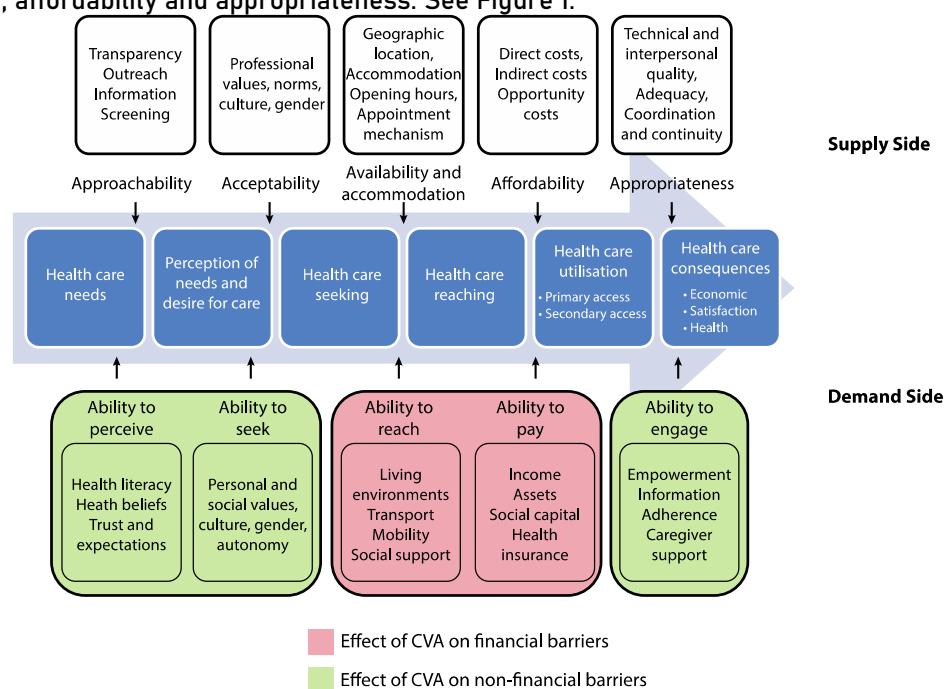 , affordability and appropriateness. See Figure 1.
Transparency
Outreach
Information
Screening
Professional
values, norms,
culture, gender
Geographic
location,
Accommodation
Opening hours,
Appointment
mechanism
Direct costs,
Indirect costs
Opportunity
costs
Technical and
interpersonal
quality,
Adequacy,
Coordination
and continuity
Supply Side
Approachability
Acceptability
Availability and
accommodation
Affordability
Appropriateness
Health care
needs
Perception of
needs and
desire for care
Health care
seeking
Health care
reaching
Health care
utilisation
• Primary access
• Secondary access
Health care
consequences
• Economic
• Satisfaction
• Health
Demand Side
Ability to
perceive
Health literacy
Heath beliefs
Trust and
expectations
Ability to
seek
Personal and
social values,
culture, gender,
autonomy
Ability to
reach
Living
environments
Transport
Mobility
Social support
Ability to
pay
Income
Assets
Social capital
Health
insurance
Ability to
engage
Empowerment
Information
Adherence
Caregiver
support
Effect of CVA on financial barriers
Effect of CVA on non-financial barriers